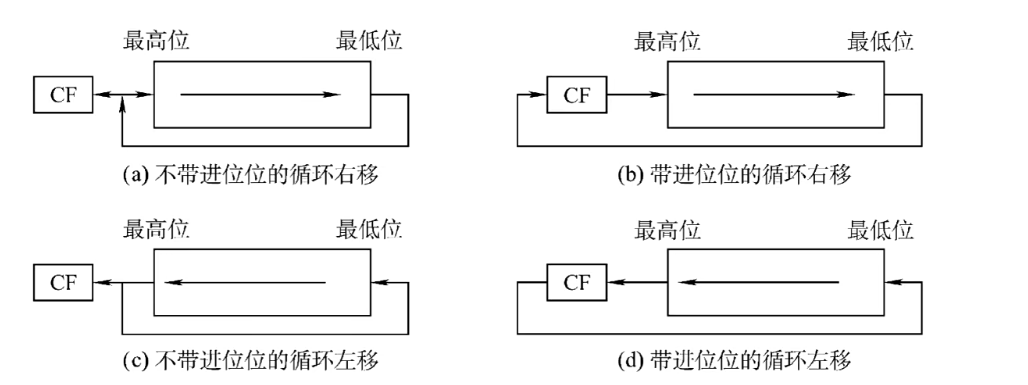 最高位 最低位
CF
(a) 不带进位位的循环右移
最高位 最低位
CF
(b) 带进位位的循环右移
最高位 最低位
CF
(c) 不带进位位的循环左移
最高位 最低位
CF
(d) 带进位位的循环左移